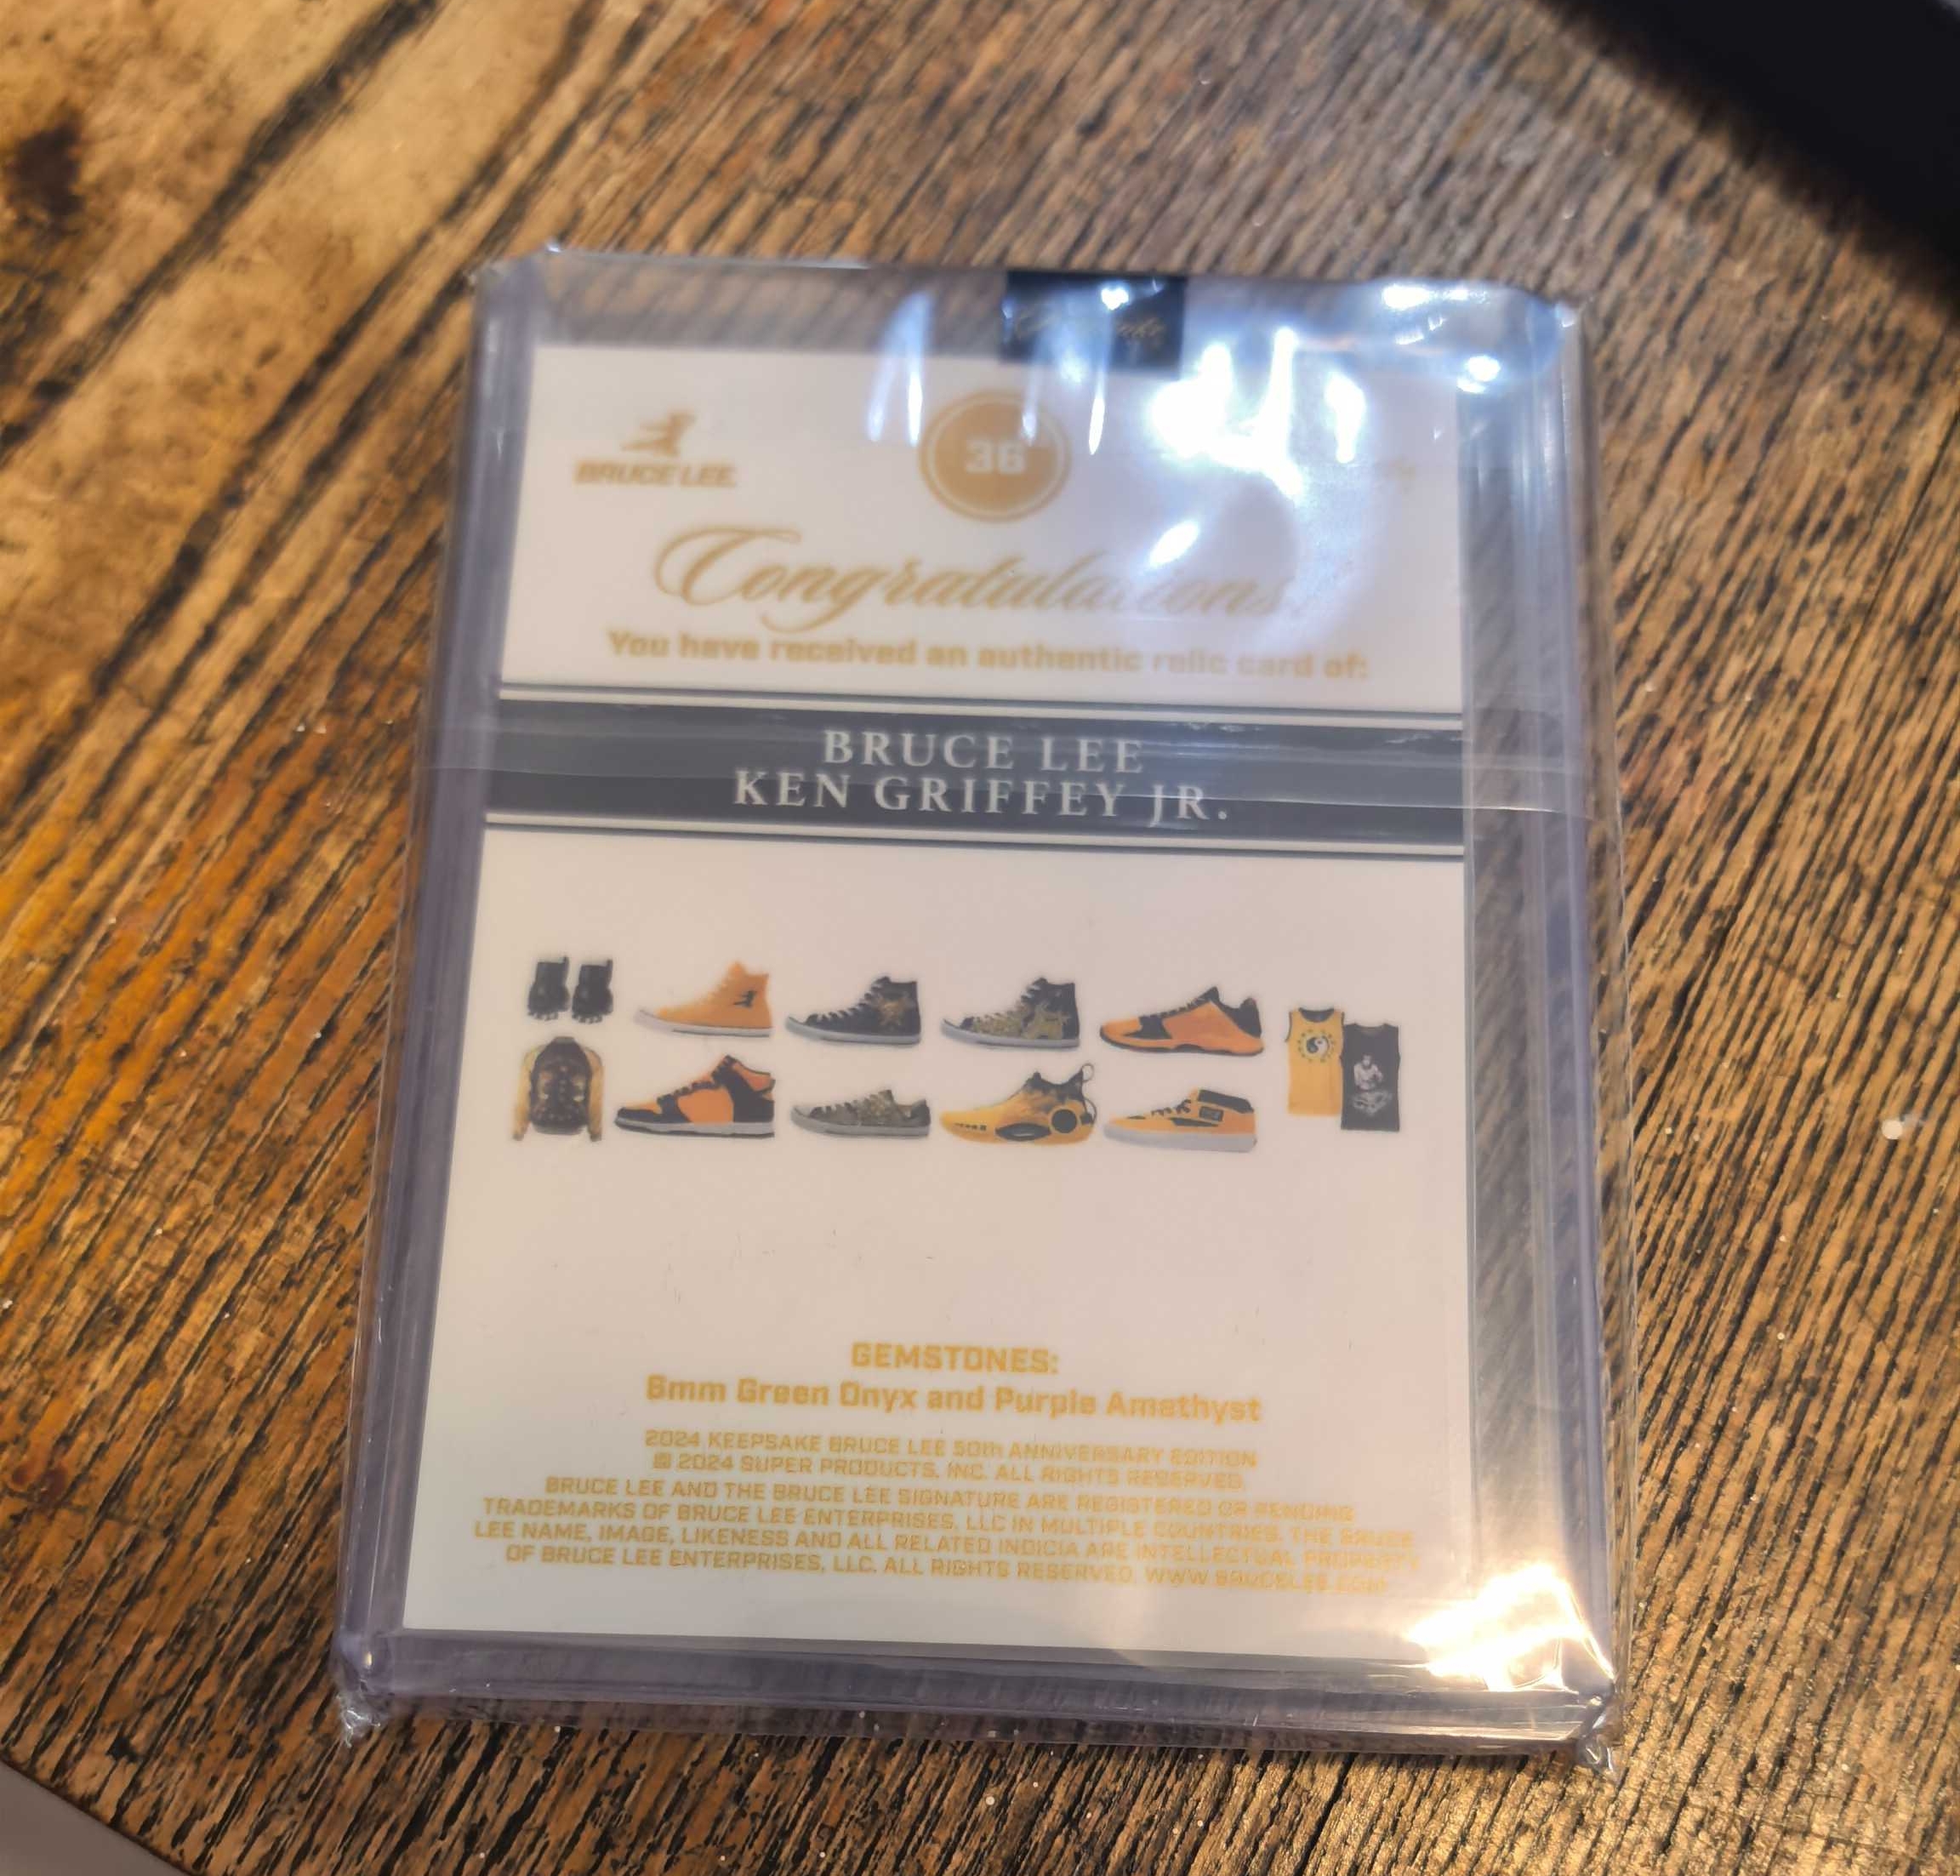 BRUCE LEE
36
Congratulations
You have received an authentic relic card of:
BRUCE LEE
KEN GRIFFEY JR.
GEMSTONES:
6mm Green Onyx and Purple Amethyst
2024 KEEPSAKE BRUCE LEE 50th ANNIVERSARY EDITION
© 2024 SUPER PRODUCTS, INC. ALL RIGHTS RESERVED.
BRUCE LEE AND THE BRUCE LEE SIGNATURE ARE REGISTERED OR PENDING
TRADEMARKS OF BRUCE LEE ENTERPRISES, LLC IN MULTIPLE COUNTRIES. THE BRUCE
LEE NAME, IMAGE, LIKENESS AND ALL RELATED INDICIA ARE INTELLECTUAL PROPERTY
OF BRUCE LEE ENTERPRISES, LLC. ALL RIGHTS RESERVED. WWW.BRUCELEE.COM